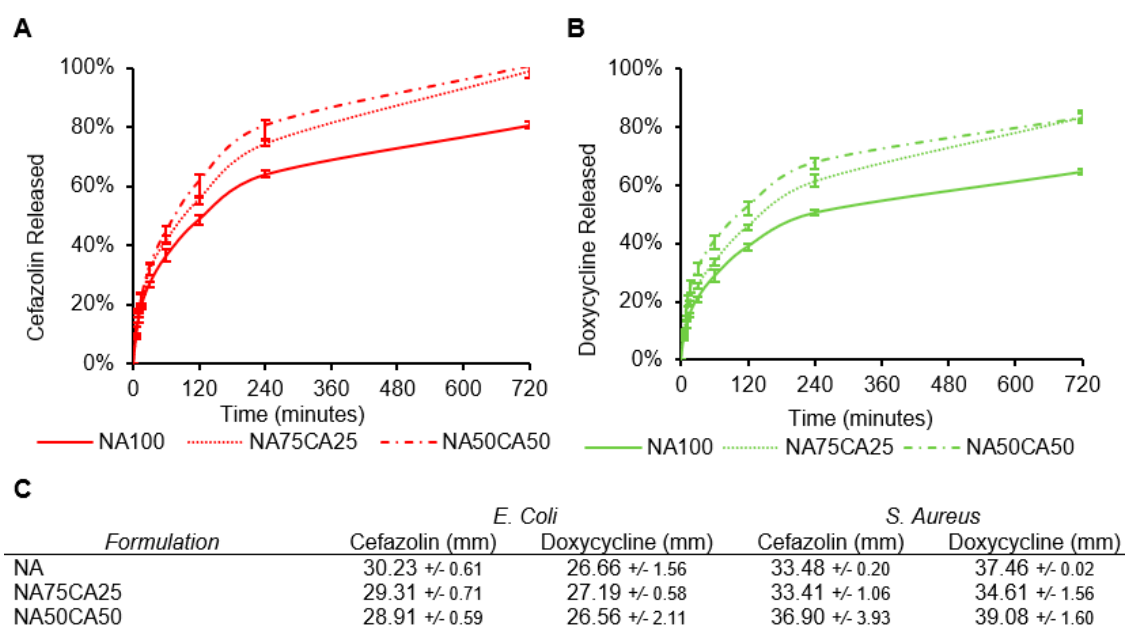 A
B
Cefazolin Released
100%
80%
60%
40%
20%
0%
0 120 240 360 480 600 720
Time (minutes)
NA100 NA75CA25 NA50CA50
Doxycycline Released
100%
80%
60%
40%
20%
0%
0 120 240 360 480 600 720
Time (minutes)
NA100 NA75CA25 NA50CA50
C
E. Coli S. Aureus
Formulation Cefazolin (mm) Doxycycline (mm) Cefazolin (mm) Doxycycline (mm)
NA 30.23 +/- 0.61 26.66 +/- 1.56 33.48 +/- 0.20 37.46 +/- 0.02
NA75CA25 29.31 +/- 0.71 27.19 +/- 0.58 33.41 +/- 1.06 34.61 +/- 1.56
NA50CA50 28.91 +/- 0.59 26.56 +/- 2.11 36.90 +/- 3.93 39.08 +/- 1.60